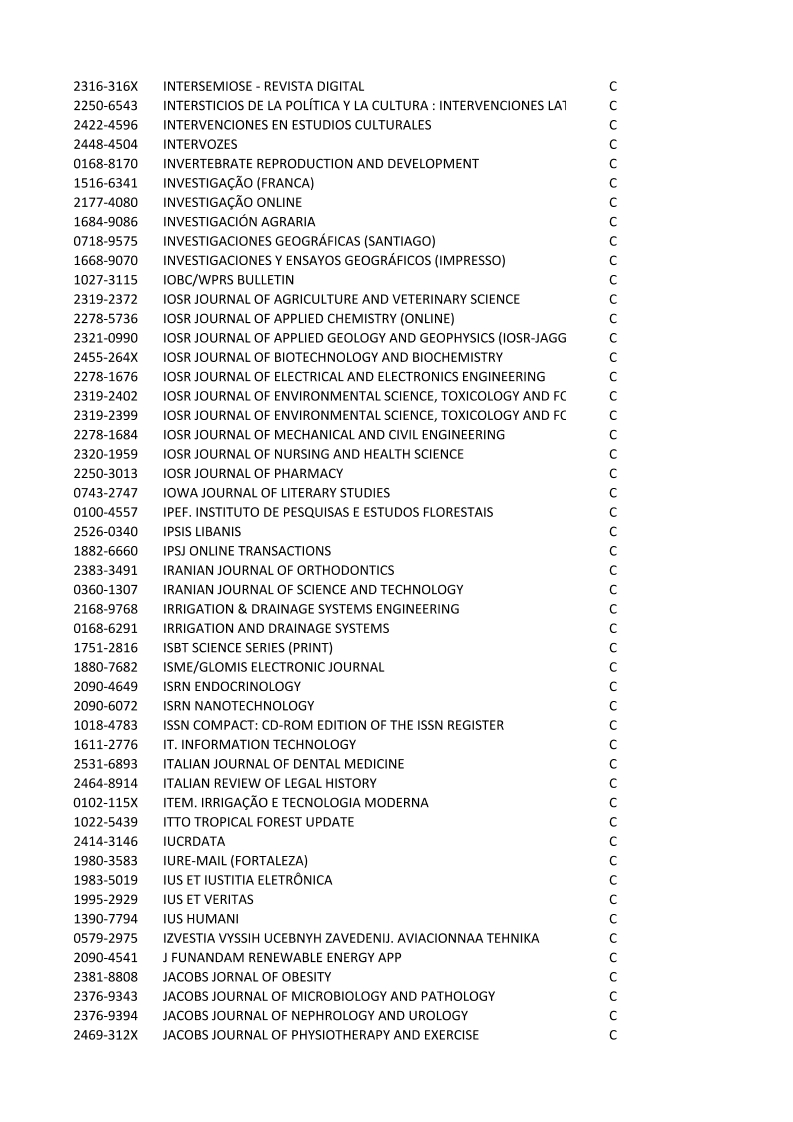 2316-316X INTERSEMIOSE - REVISTA DIGITAL C
2250-6543 INTERSTICIOS DE LA POLÍTICA Y LA CULTURA : INTERVENCIONES LAT C
2422-4596 INTERVENCIONES EN ESTUDIOS CULTURALES C
2448-4504 INTERVOZES C
0168-8170 INVERTEBRATE REPRODUCTION AND DEVELOPMENT C
1516-6341 INVESTIGAÇÃO (FRANCA) C
2177-4080 INVESTIGAÇÃO ONLINE C
1684-9086 INVESTIGACIÓN AGRARIA C
0718-9575 INVESTIGACIONES GEOGRÁFICAS (SANTIAGO) C
1668-9070 INVESTIGACIONES Y ENSAYOS GEOGRÁFICOS (IMPRESSO) C
1027-3115 IOBC/WPRS BULLETIN C
2319-2372 IOSR JOURNAL OF AGRICULTURE AND VETERINARY SCIENCE C
2278-5736 IOSR JOURNAL OF APPLIED CHEMISTRY (ONLINE) C
2321-0990 IOSR JOURNAL OF APPLIED GEOLOGY AND GEOPHYSICS (IOSR-JAGG C
2455-264X IOSR JOURNAL OF BIOTECHNOLOGY AND BIOCHEMISTRY C
2278-1676 IOSR JOURNAL OF ELECTRICAL AND ELECTRONICS ENGINEERING C
2319-2402 IOSR JOURNAL OF ENVIRONMENTAL SCIENCE, TOXICOLOGY AND FC C
2319-2399 IOSR JOURNAL OF ENVIRONMENTAL SCIENCE, TOXICOLOGY AND FC C
2278-1684 IOSR JOURNAL OF MECHANICAL AND CIVIL ENGINEERING C
2320-1959 IOSR JOURNAL OF NURSING AND HEALTH SCIENCE C
2250-3013 IOSR JOURNAL OF PHARMACY C
0743-2747 IOWA JOURNAL OF LITERARY STUDIES C
0100-4557 IPEF. INSTITUTO DE PESQUISAS E ESTUDOS FLORESTAIS C
2526-0340 IPSIS LIBANIS C
1882-6660 IPSJ ONLINE TRANSACTIONS C
2383-3491 IRANIAN JOURNAL OF ORTHODONTICS C
0360-1307 IRANIAN JOURNAL OF SCIENCE AND TECHNOLOGY C
2168-9768 IRRIGATION & DRAINAGE SYSTEMS ENGINEERING C
0168-6291 IRRIGATION AND DRAINAGE SYSTEMS C
1751-2816 ISBT SCIENCE SERIES (PRINT) C
1880-7682 ISME/GLOMIS ELECTRONIC JOURNAL C
2090-4649 ISRN ENDOCRINOLOGY C
2090-6072 ISRN NANOTECHNOLOGY C
1018-4783 ISSN COMPACT: CD-ROM EDITION OF THE ISSN REGISTER C
1611-2776 IT. INFORMATION TECHNOLOGY C
2531-6893 ITALIAN JOURNAL OF DENTAL MEDICINE C
2464-8914 ITALIAN REVIEW OF LEGAL HISTORY C
0102-115X ITEM. IRRIGAÇÃO E TECNOLOGIA MODERNA C
1022-5439 ITTO TROPICAL FOREST UPDATE C
2414-3146 IUCRDATA C
1980-3583 IURE-MAIL (FORTALEZA) C
1983-5019 IUS ET IUSTITIA ELETRÔNICA C
1995-2929 IUS ET VERITAS C
1390-7794 IUS HUMANI C
0579-2975 IZVESTIA VYSSIH UCEBNYH ZAVEDENIJ. AVIACIONNAA TEHNIKA C
2090-4541 J FUNANDAM RENEWABLE ENERGY APP C
2381-8808 JACOBS JORNAL OF OBESITY C
2376-9343 JACOBS JOURNAL OF MICROBIOLOGY AND PATHOLOGY C
2376-9394 JACOBS JOURNAL OF NEPHROLOGY AND UROLOGY C
2469-312X JACOBS JOURNAL OF PHYSIOTHERAPY AND EXERCISE C